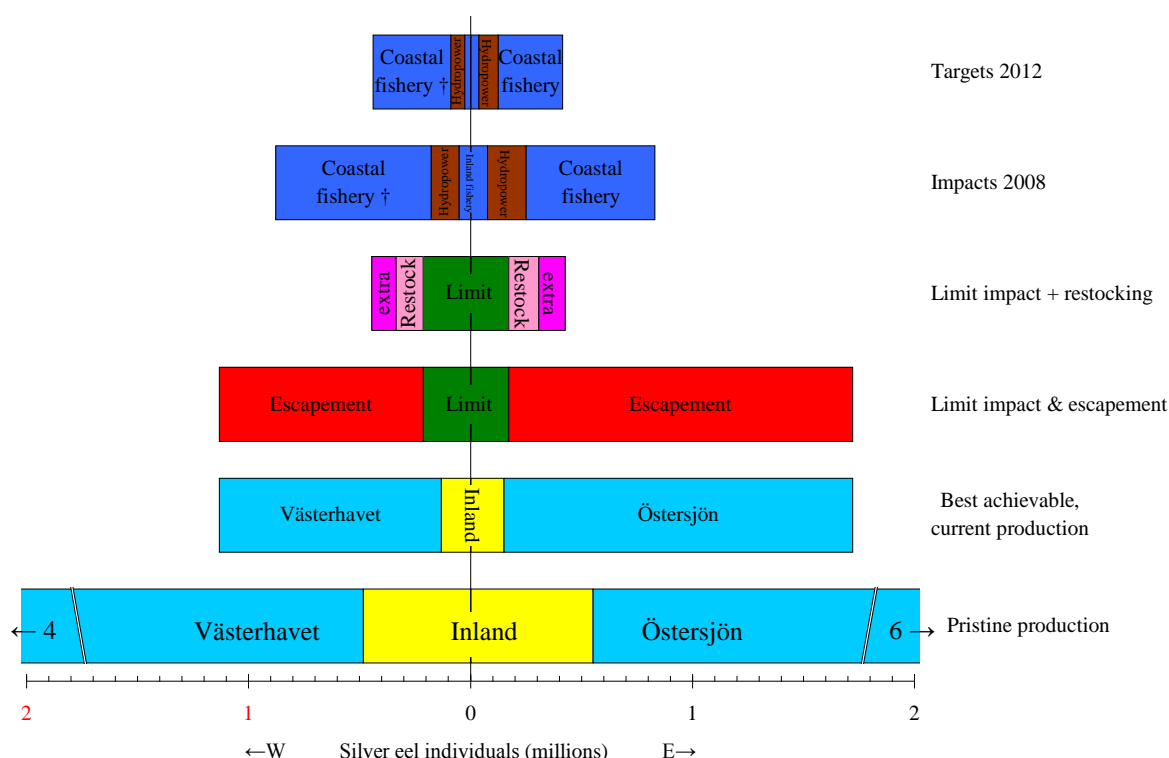 Coastal
fishery †
Hydropower
Hydropower
Coastal
fishery
Targets 2012
Coastal
fishery †
Hydropower
Inland fishery
Hydropower
Coastal
fishery
Impacts 2008
extra
Restock
Limit
Restock
extra
Limit impact + restocking
Escapement
Limit
Escapement
Limit impact & escapement
Västerhavet
Inland
Östersjön
Best achievable,
current production
← 4
Västerhavet
Inland
Östersjön
6 →
Pristine production
2 1 0 1 2
←W Silver eel individuals (millions) E→